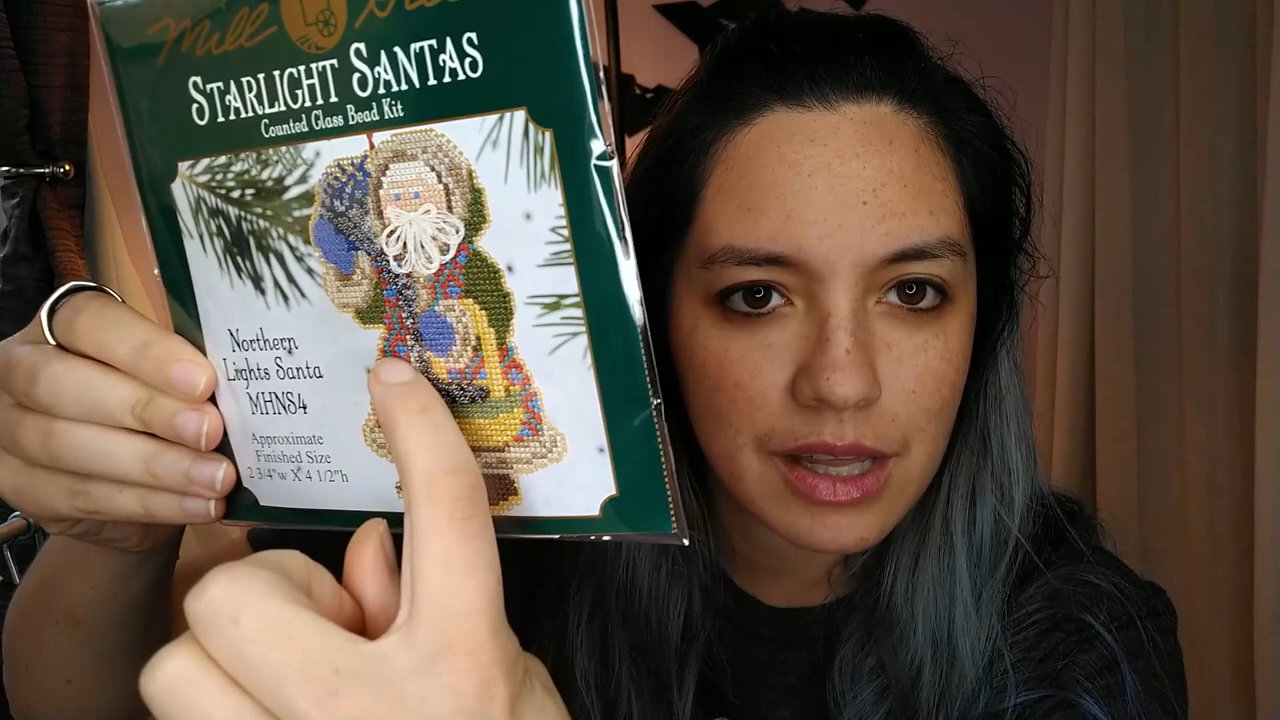 Mill
STARLIGHT SANTAS
Counted Glass Bead Kit
Northern
Lights Santa
MHNS4
Approximate
Finished Size
2 3/4"w X 4 1/2"h